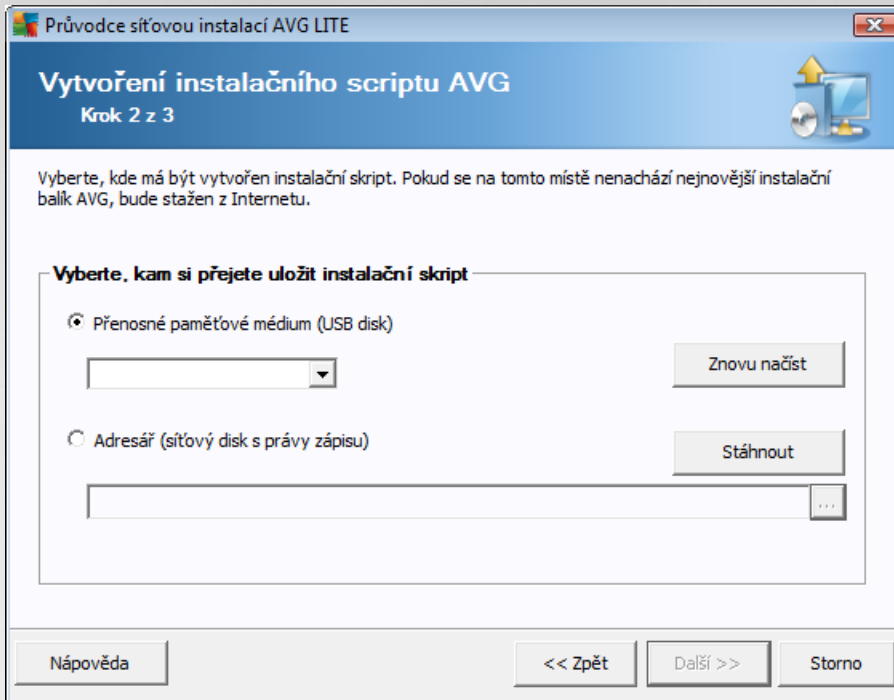 Průvodce síťovou instalací AVG LITE
Vytvoření instalačního scriptu AVG
Krok 2 z 3
Vyberte, kde má být vytvořen instalační skript. Pokud se na tomto místě nenachází nejnovější instalační
balík AVG, bude stažen z Internetu.
Vyberte, kam si přejete uložit instalační skript
Přenosné paměťové médium (USB disk)
Znovu načíst
Adresář (síťový disk s právy zápisu)
Stáhnout
...
Nápověda
<< Zpět
Další >>
Storno